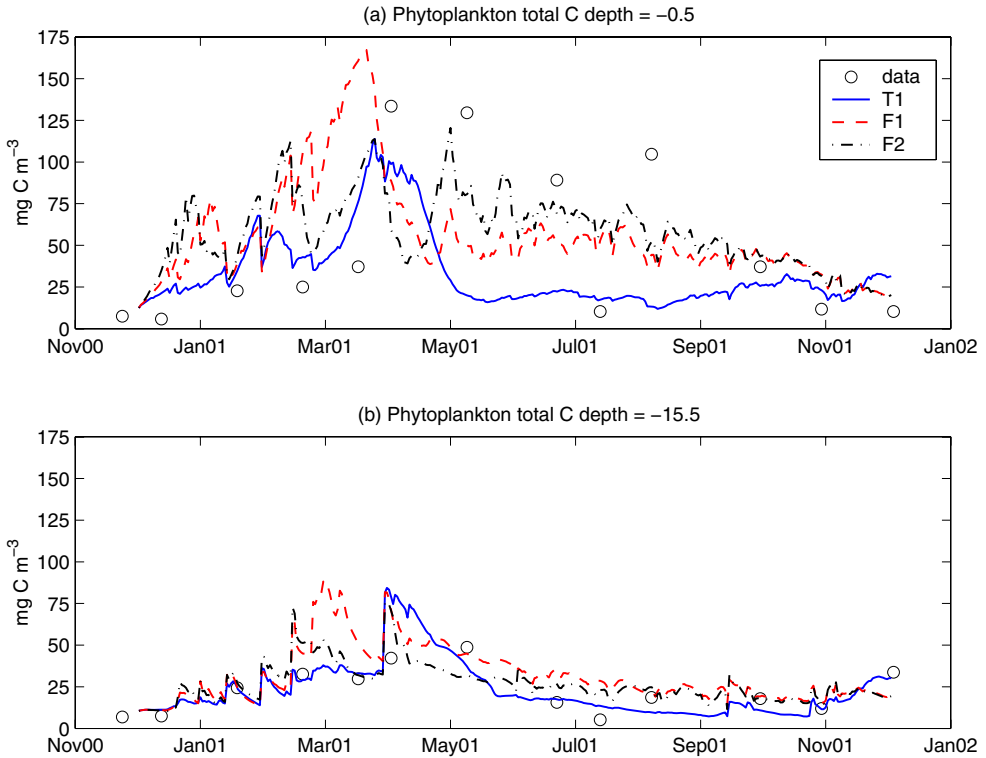 (a) Phytoplankton total C depth = −0.5
mg C m−3
175
150
125
100
75
50
25
0
Nov00 Jan01 Mar01 May01 Jul01 Sep01 Nov01 Jan02
data
T1
F1
F2
(b) Phytoplankton total C depth = −15.5
mg C m−3
175
150
125
100
75
50
25
0
Nov00 Jan01 Mar01 May01 Jul01 Sep01 Nov01 Jan02